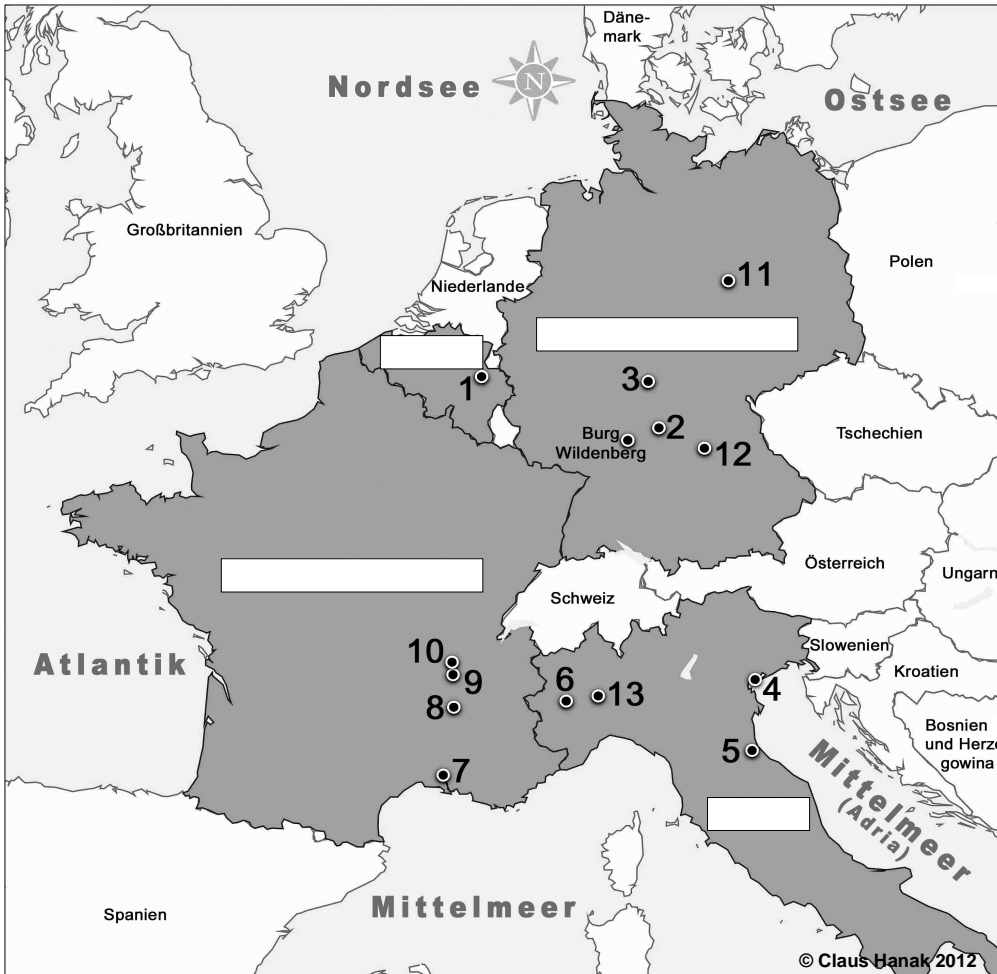 Däne-
mark
Nordsee
N
Ostsee
Großbritannien
Polen
11
Niederlande
3
1
2
Burg
Wildenberg
12
Tschechien
Österreich
Ungarn
Schweiz
Slowenien
Atlantik
10
9
Kroatien
6
13
4
8
Bosnien
und Herze
gowina
5
7
Mittelmeer
(Adria)
Spanien
Mittelmeer
© Claus Hanak 2012